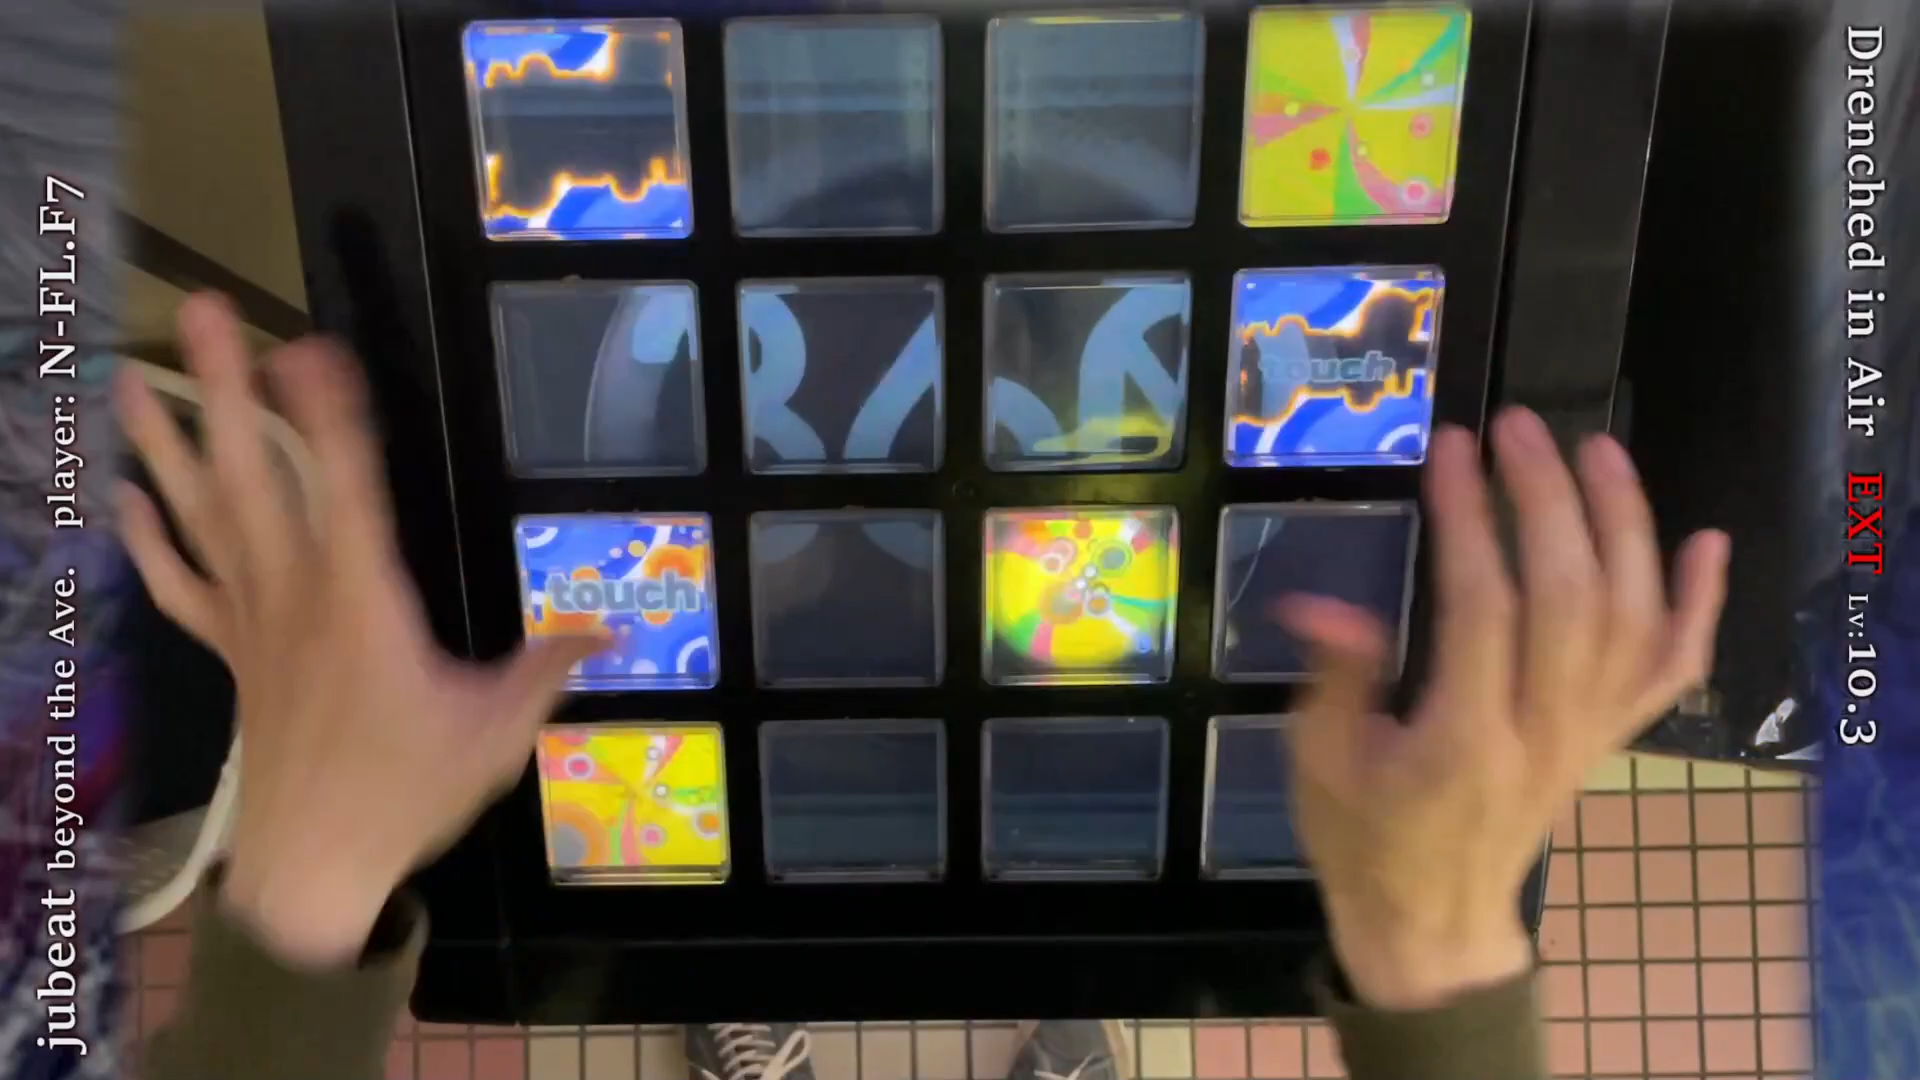 jubeat beyond the Ave. player: N-FL.F7
touch
touch
Drenched in Air EXT Lv:10.3